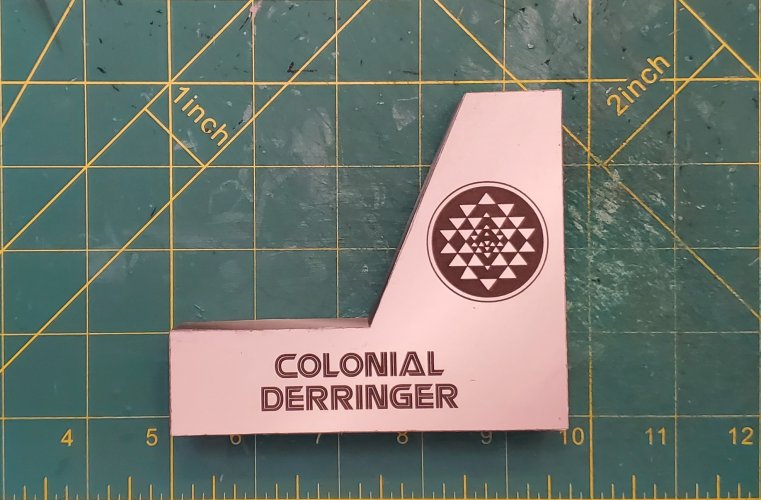 1inch
2inch
COLONIAL
DERRINGER
4 5 6 7 8 9 10 11 12